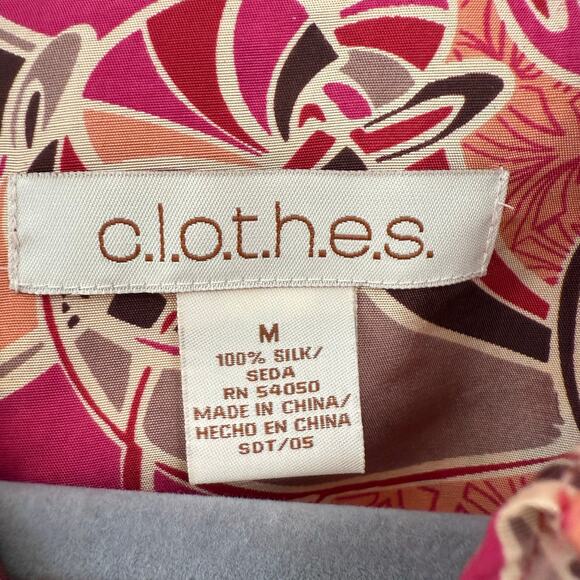 c.l.o.t.h.e.s.
M
100% SILK/
SEDA
RN 54050
MADE IN CHINA/
HECHO EN CHINA
SDT/05